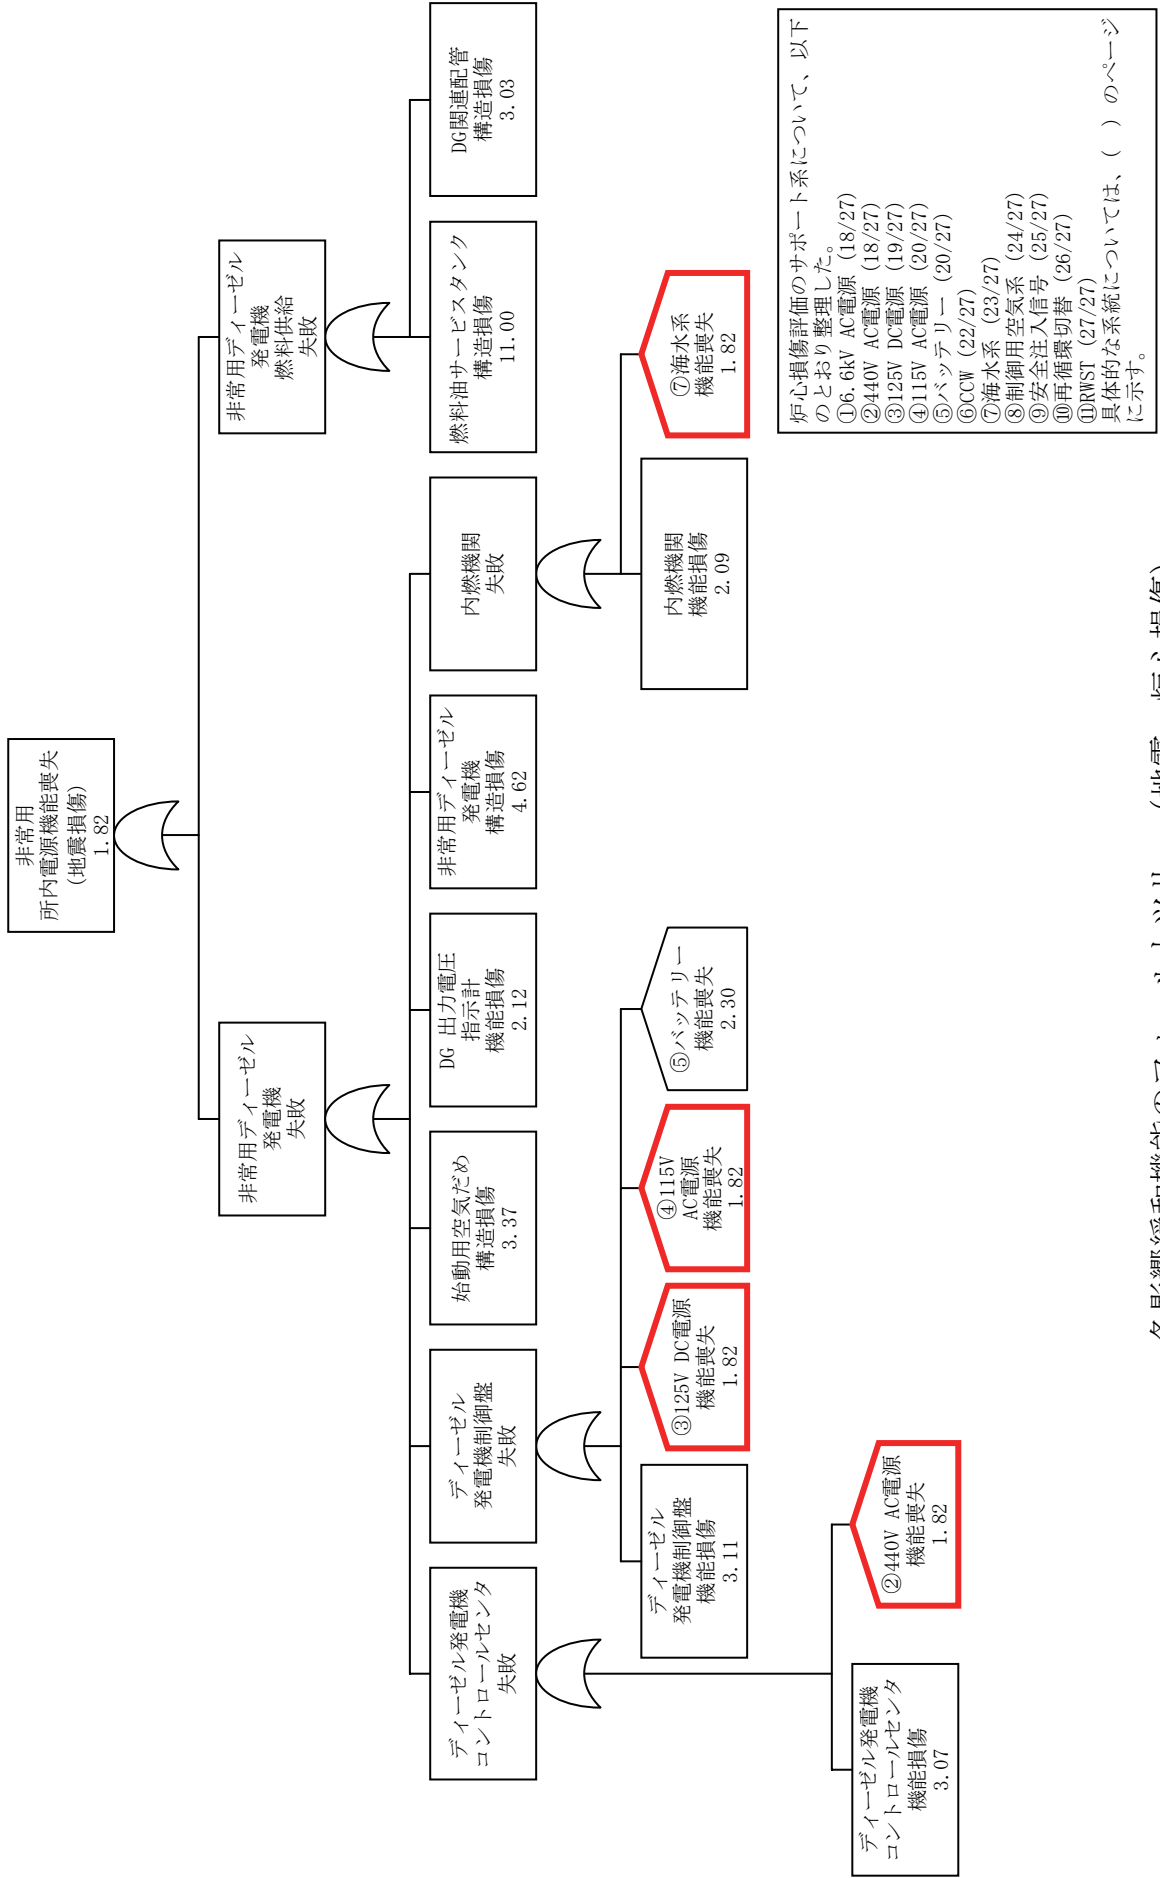 非常用
所内電源機能喪失
(地震損傷)
1.82
非常用ディーゼル
発電機
失敗
非常用ディーゼル
発電機
燃料供給
失敗
ディーゼル発電機
コントロールセンタ
失敗
ディーゼル
発電機制御盤
失敗
始動用空気だめ
構造損傷
3.37
DG 出力電圧
指示計
機能損傷
2.12
非常用ディーゼル
発電機
構造損傷
4.62
内燃機関
失敗
燃料油サービスタンク
構造損傷
11.00
DG関連配管
構造損傷
3.03
ディーゼル
発電機制御盤
機能損傷
3.11
③125V DC電源
機能喪失
1.82
④115V
AC電源
機能喪失
1.82
⑤バッテリー
機能喪失
2.30
内燃機関
機能損傷
2.09
⑦海水系
機能喪失
1.82
ディーゼル発電機
コントロールセンタ
機能損傷
3.07
②440V AC電源
機能喪失
1.82
炉心損傷評価のサポート系について、以下
のとおり整理した。
①6.6kV AC電源 (18/27)
②440V AC電源 (18/27)
③125V DC電源 (19/27)
④115V AC電源 (20/27)
⑤バッテリー (20/27)
⑥CCW (22/27)
⑦海水系 (23/27)
⑧制御用空気系 (24/27)
⑨安全注入信号 (25/27)
⑩再循環切替 (26/27)
⑪RWST (27/27)
具体的な系統については、( ) のページ
に示す。